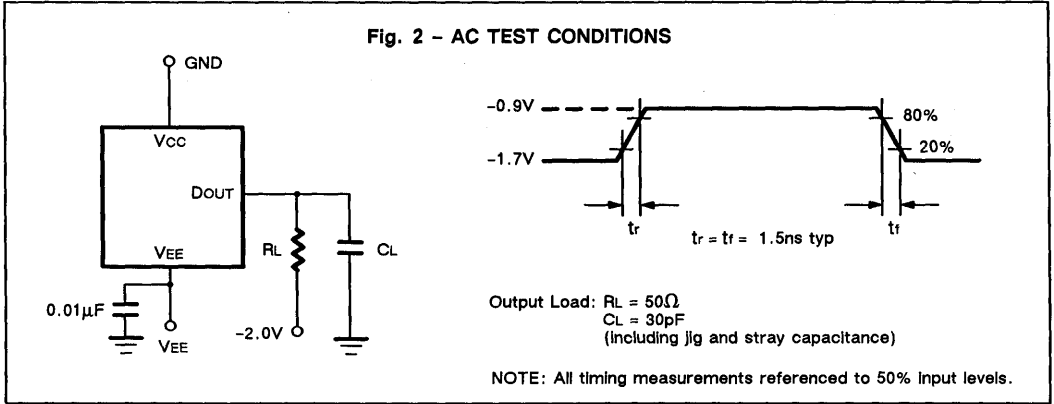 Fig. 2 – AC TEST CONDITIONS
GND
VCC
DOUT
VEE
RL
CL
0.01μF
VEE
-2.0V
-0.9V
80%
-1.7V
20%
tr
tf
tr = tf = 1.5ns typ
Output Load: RL = 50Ω
CL = 30pF
(including jig and stray capacitance)
NOTE: All timing measurements referenced to 50% input levels.